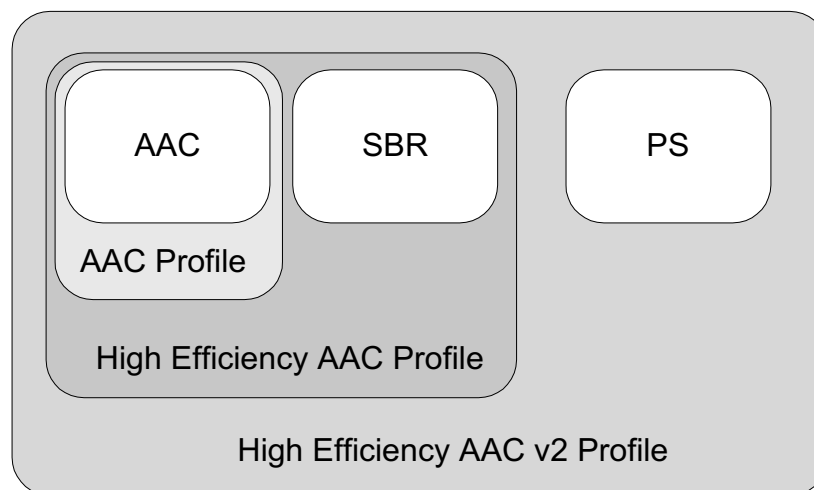 AAC
SBR
PS
AAC Profile
High Efficiency AAC Profile
High Efficiency AAC v2 Profile